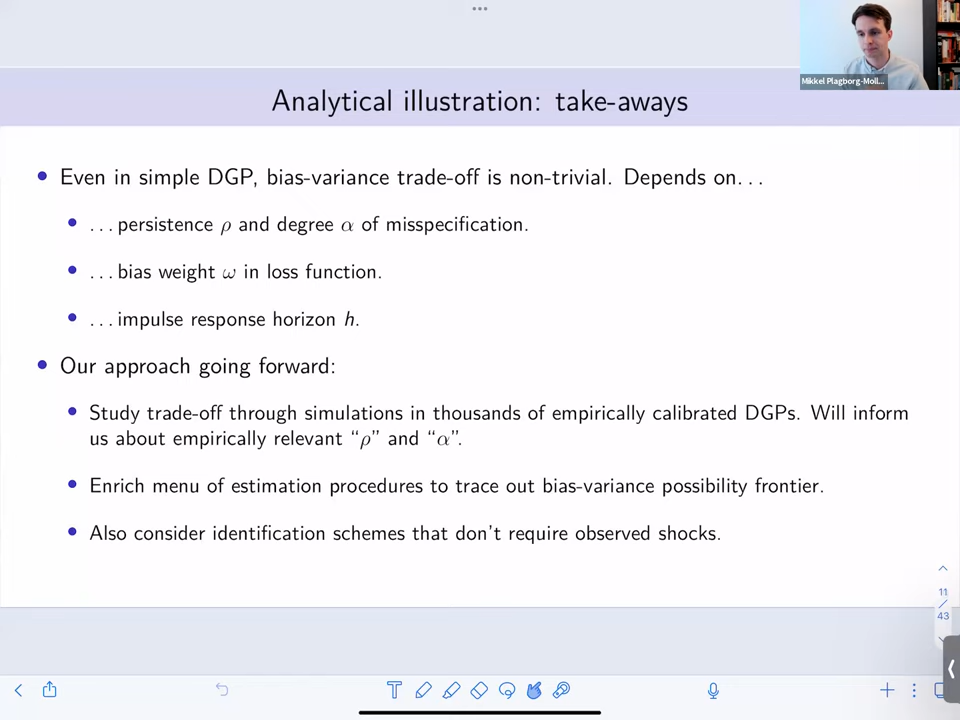 Mikkel Plagborg-Moll...
Analytical illustration: take-aways
• Even in simple DGP, bias-variance trade-off is non-trivial. Depends on...
• ...persistence ρ and degree α of misspecification.
• ...bias weight ω in loss function.
• ...impulse response horizon h.
• Our approach going forward:
• Study trade-off through simulations in thousands of empirically calibrated DGPs. Will inform
us about empirically relevant “ρ” and “α”.
• Enrich menu of estimation procedures to trace out bias-variance possibility frontier.
• Also consider identification schemes that don't require observed shocks.
11
/
43